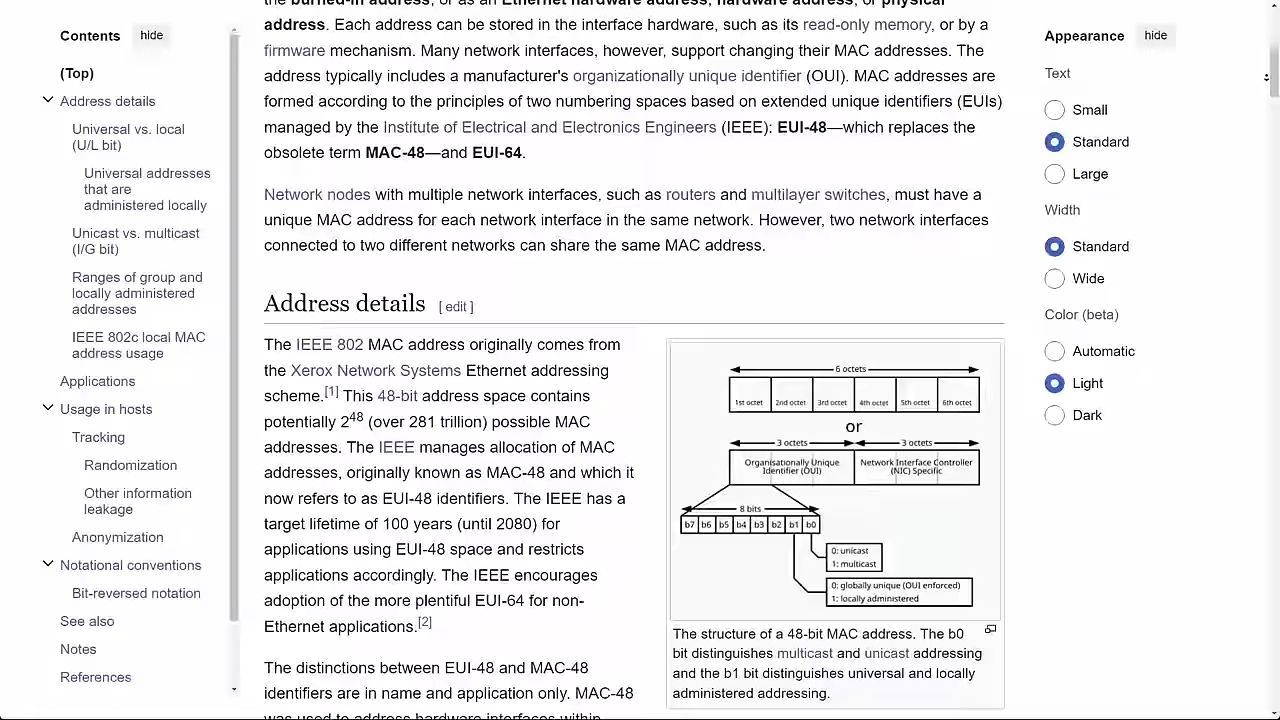 Contents hide
(Top)
Address details
Universal vs. local
(U/L bit)
Universal addresses
that are
administered locally
Unicast vs. multicast
(I/G bit)
Ranges of group and
locally administered
addresses
IEEE 802c local MAC
address usage
Applications
Usage in hosts
Tracking
Randomization
Other information
leakage
Anonymization
Notational conventions
Bit-reversed notation
See also
Notes
References
the burned-in address, or as an Ethernet hardware address, hardware address, or physical
address. Each address can be stored in the interface hardware, such as its read-only memory, or by a
firmware mechanism. Many network interfaces, however, support changing their MAC addresses. The
address typically includes a manufacturer's organizationally unique identifier (OUI). MAC addresses are
formed according to the principles of two numbering spaces based on extended unique identifiers (EUIs)
managed by the Institute of Electrical and Electronics Engineers (IEEE): EUI-48—which replaces the
obsolete term MAC-48—and EUI-64.
Network nodes with multiple network interfaces, such as routers and multilayer switches, must have a
unique MAC address for each network interface in the same network. However, two network interfaces
connected to two different networks can share the same MAC address.
Address details [ edit ]
The IEEE 802 MAC address originally comes from
the Xerox Network Systems Ethernet addressing
scheme.[1] This 48-bit address space contains
potentially 2^48 (over 281 trillion) possible MAC
addresses. The IEEE manages allocation of MAC
addresses, originally known as MAC-48 and which it
now refers to as EUI-48 identifiers. The IEEE has a
target lifetime of 100 years (until 2080) for
applications using EUI-48 space and restricts
applications accordingly. The IEEE encourages
adoption of the more plentiful EUI-64 for non-
Ethernet applications.[2]
The distinctions between EUI-48 and MAC-48
identifiers are in name and application only. MAC-48
was used to address hardware interfaces within
6 octets
1st octet 2nd octet 3rd octet 4th octet 5th octet 6th octet
or
3 octets 3 octets
Organisationally Unique
Identifier (OUI)
Network Interface Controller
(NIC) Specific
8 bits
b7 b6 b5 b4 b3 b2 b1 b0
0: unicast
1: multicast
0: globally unique (OUI enforced)
1: locally administered
The structure of a 48-bit MAC address. The b0
bit distinguishes multicast and unicast addressing
and the b1 bit distinguishes universal and locally
administered addressing.
Appearance hide
Text
Small
Standard
Large
Width
Standard
Wide
Color (beta)
Automatic
Light
Dark